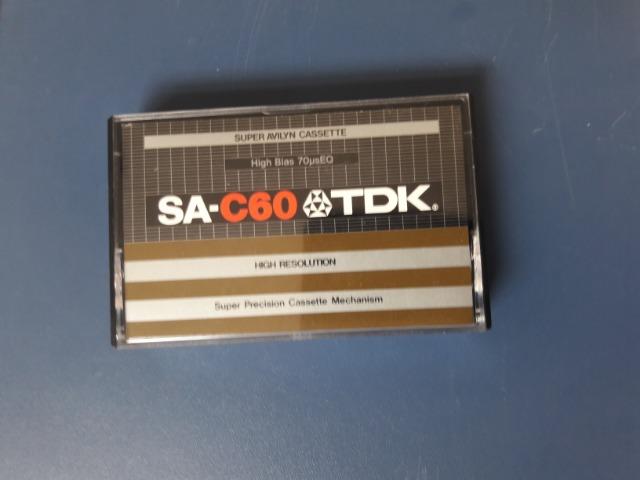 SUPER AVILYN CASSETTE
High Bias 70µsEQ
SA-C60 TDK®
HIGH RESOLUTION
Super Precision Cassette Mechanism